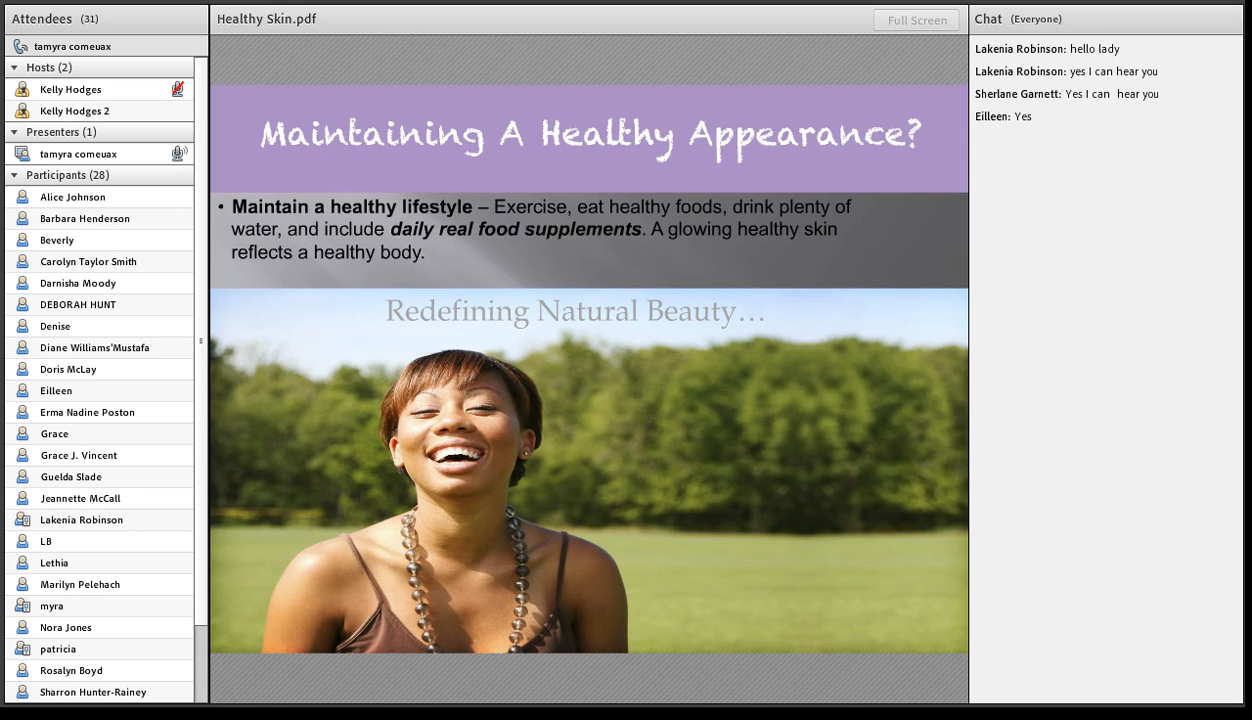 Attendees (31)
tamyra comeuax
Hosts (2)
Kelly Hodges
Kelly Hodges 2
Presenters (1)
tamyra comeuax
Participants (28)
Alice Johnson
Barbara Henderson
Beverly
Carolyn Taylor Smith
Darnisha Moody
DEBORAH HUNT
Denise
Diane Williams'Mustafa
Doris McLay
Eilleen
Erma Nadine Poston
Grace
Grace J. Vincent
Guelda Slade
Jeannette McCall
Lakenia Robinson
LB
Lethia
Marilyn Pelehach
myra
Nora Jones
patricia
Rosalyn Boyd
Sharron Hunter-Rainey
Healthy Skin.pdf
Full Screen
Maintaining A Healthy Appearance?
• Maintain a healthy lifestyle – Exercise, eat healthy foods, drink plenty of
water, and include daily real food supplements. A glowing healthy skin
reflects a healthy body.
Redefining Natural Beauty…
Chat (Everyone)
Lakenia Robinson: hello lady
Lakenia Robinson: yes I can hear you
Sherlane Garnett: Yes I can hear you
Eilleen: Yes